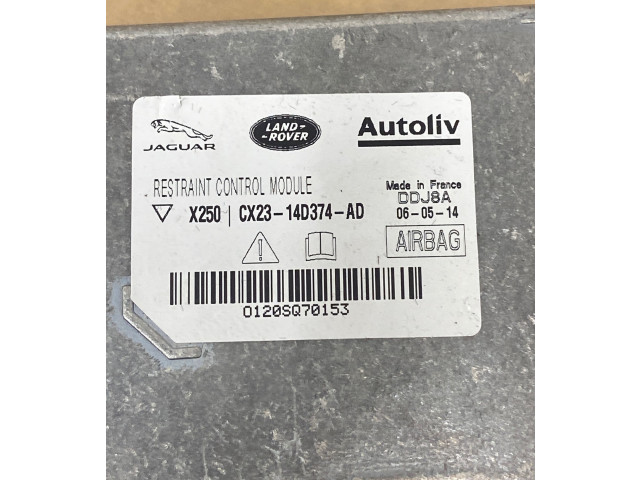 JAGUAR
LAND-
-ROVER
Autoliv
RESTRAINT CONTROL MODULE
X250 | CX23-14D374-AD
Made in France
DDJ8A
06-05-14
AIRBAG
0120SQ70153